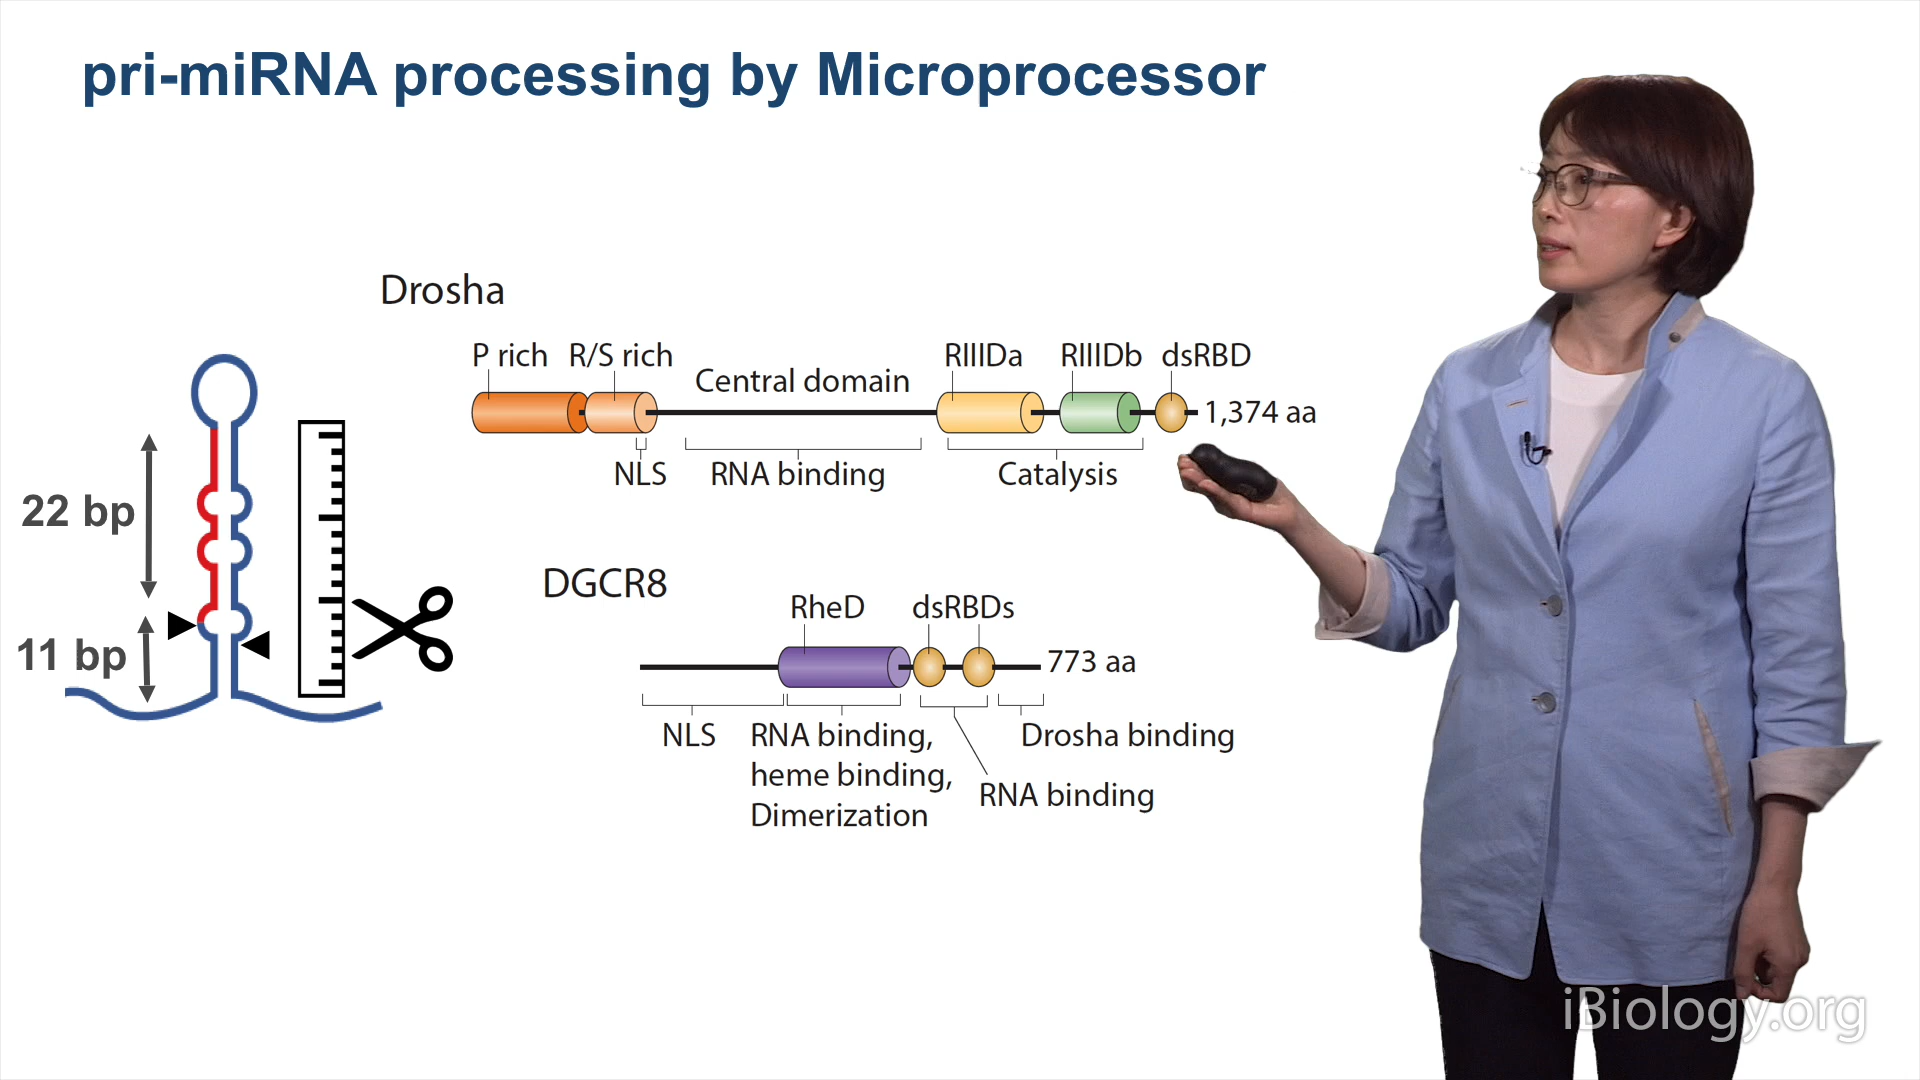 pri-miRNA processing by Microprocessor
Drosha
P rich R/S rich RIIIDa RIIIDb dsRBD
Central domain
1,374 aa
NLS RNA binding Catalysis
22 bp
11 bp
DGCR8
RheD dsRBDs
773 aa
NLS RNA binding, Drosha binding
heme binding,
RNA binding
Dimerization
iBiology.org